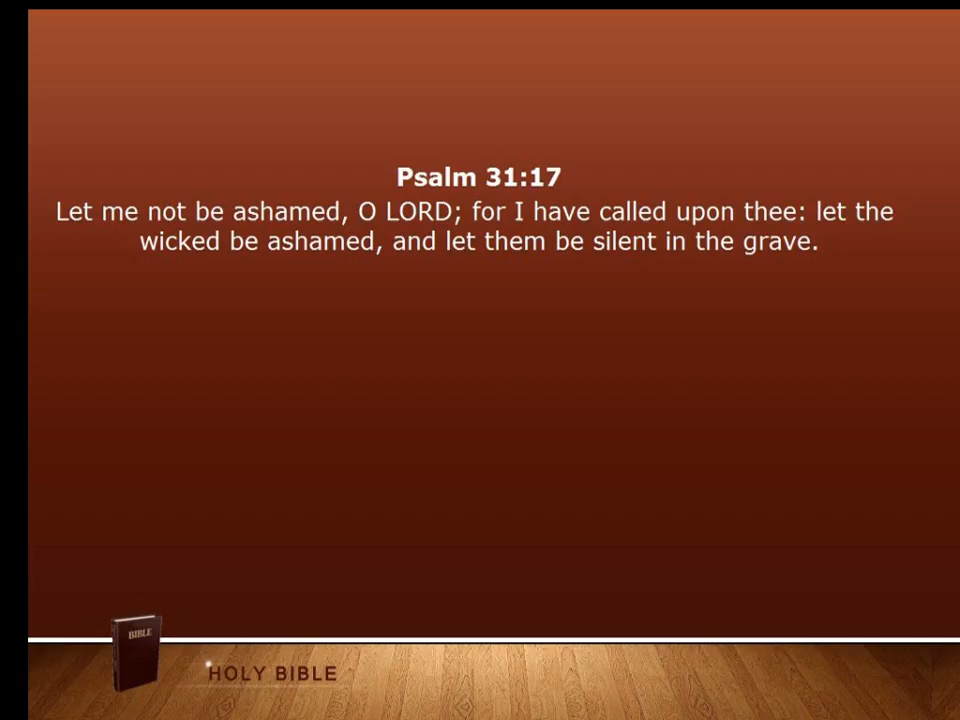 Psalm 31:17
Let me not be ashamed, O LORD; for I have called upon thee: let the
wicked be ashamed, and let them be silent in the grave.
BIBLE
HOLY BIBLE